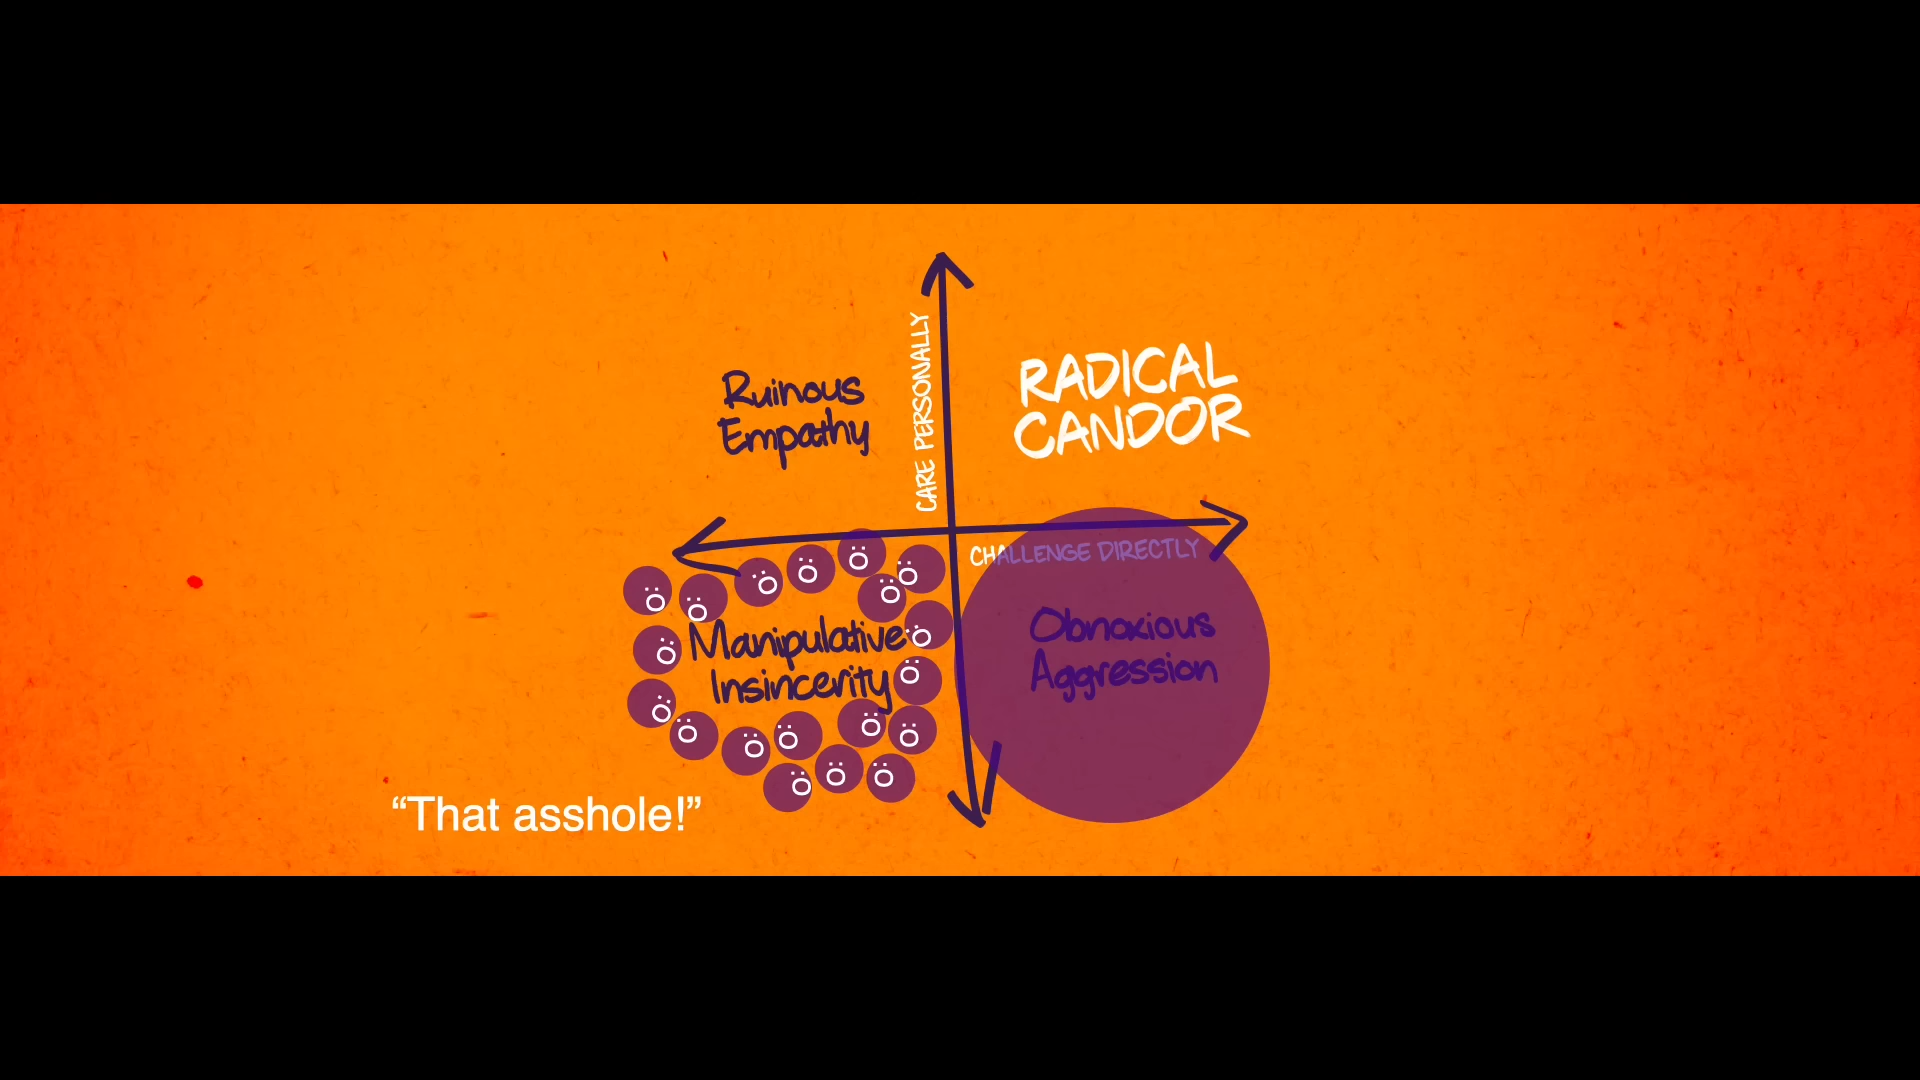 CARE PERSONALLY
Ruinous
Empathy
RADICAL
CANDOR
CHALLENGE DIRECTLY
Manipulative
Insincerity
Obnoxious
Aggression
“That asshole!”